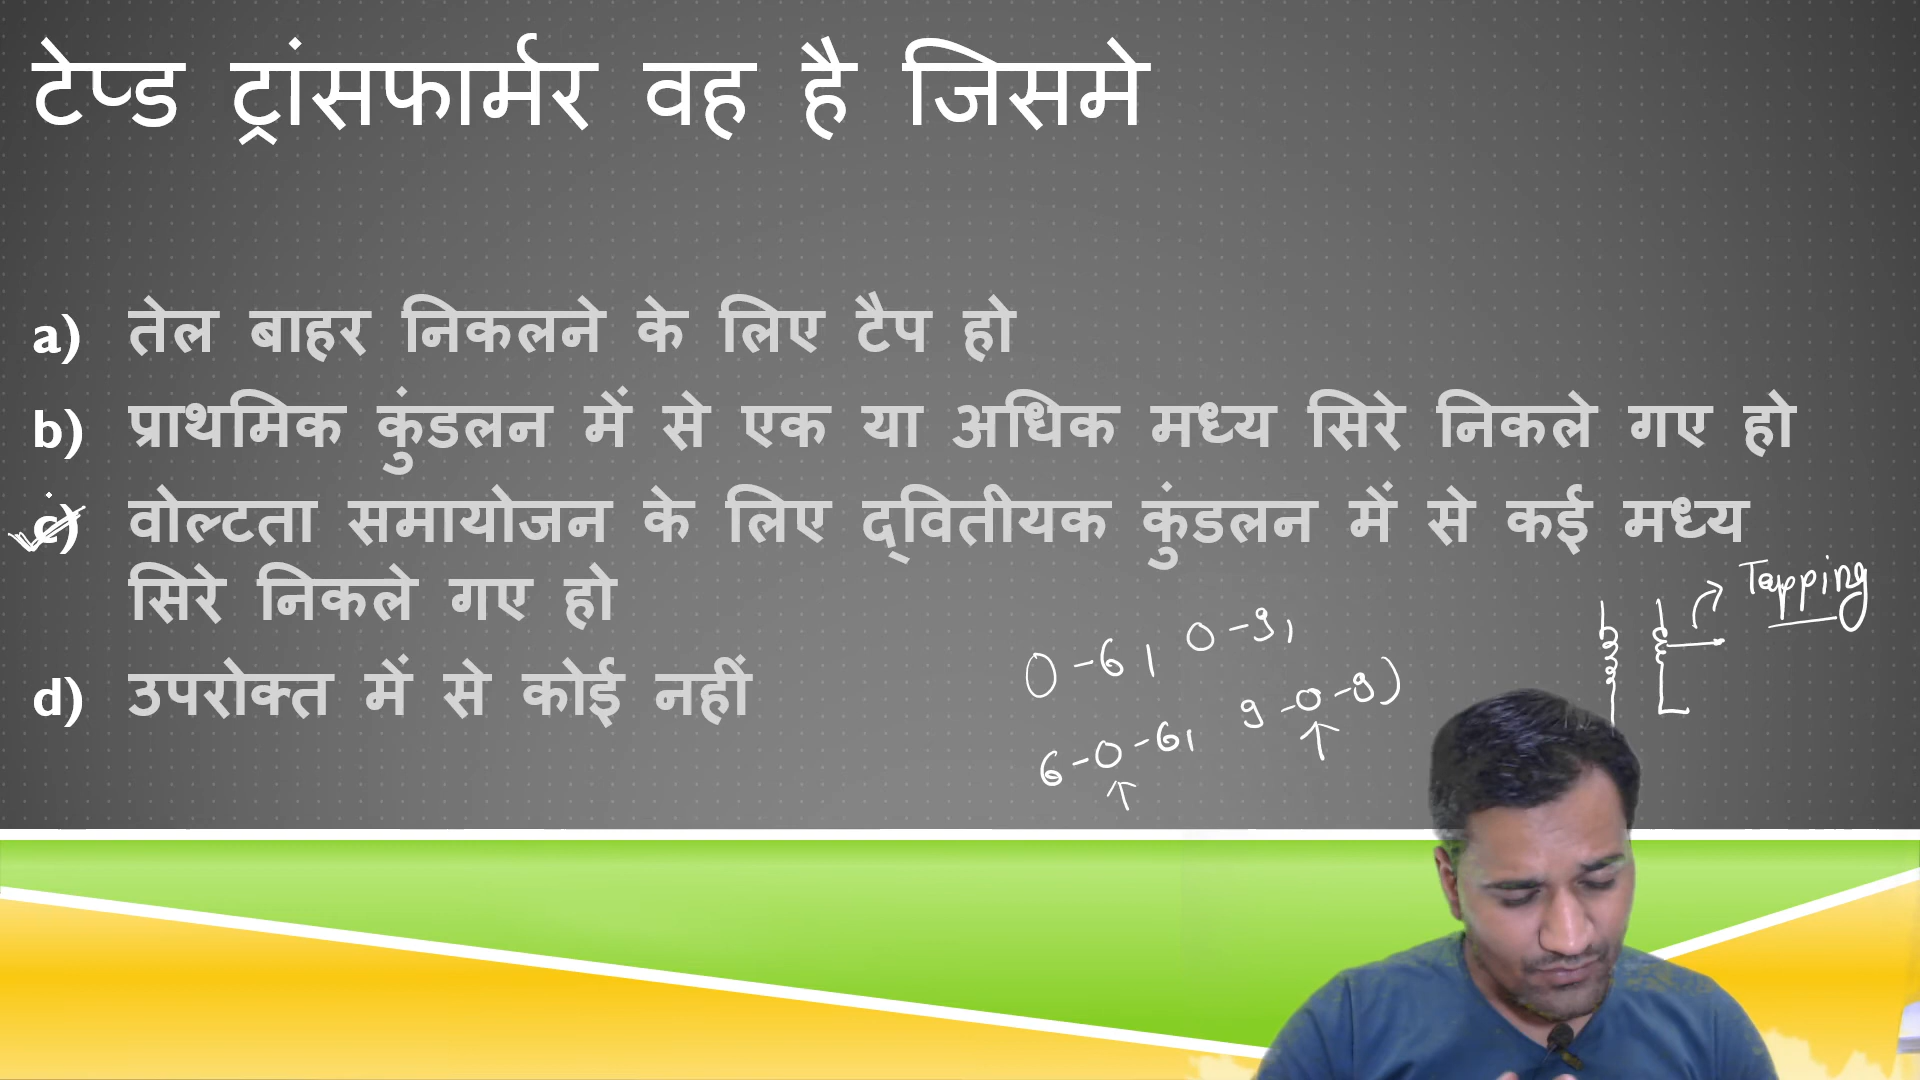 टेप्ड ट्रांसफार्मर वह है जिसमे
a) तेल बाहर निकलने के लिए टैप हो
b) प्राथमिक कुंडलन में से एक या अधिक मध्य सिरे निकले गए हो
c) वोल्टता समायोजन के लिए द्वितीयक कुंडलन में से कई मध्य
सिरे निकले गए हो
d) उपरोक्त में से कोई नहीं
Tapping
0-6, 0-9,
6-0-6, 9-0-9)